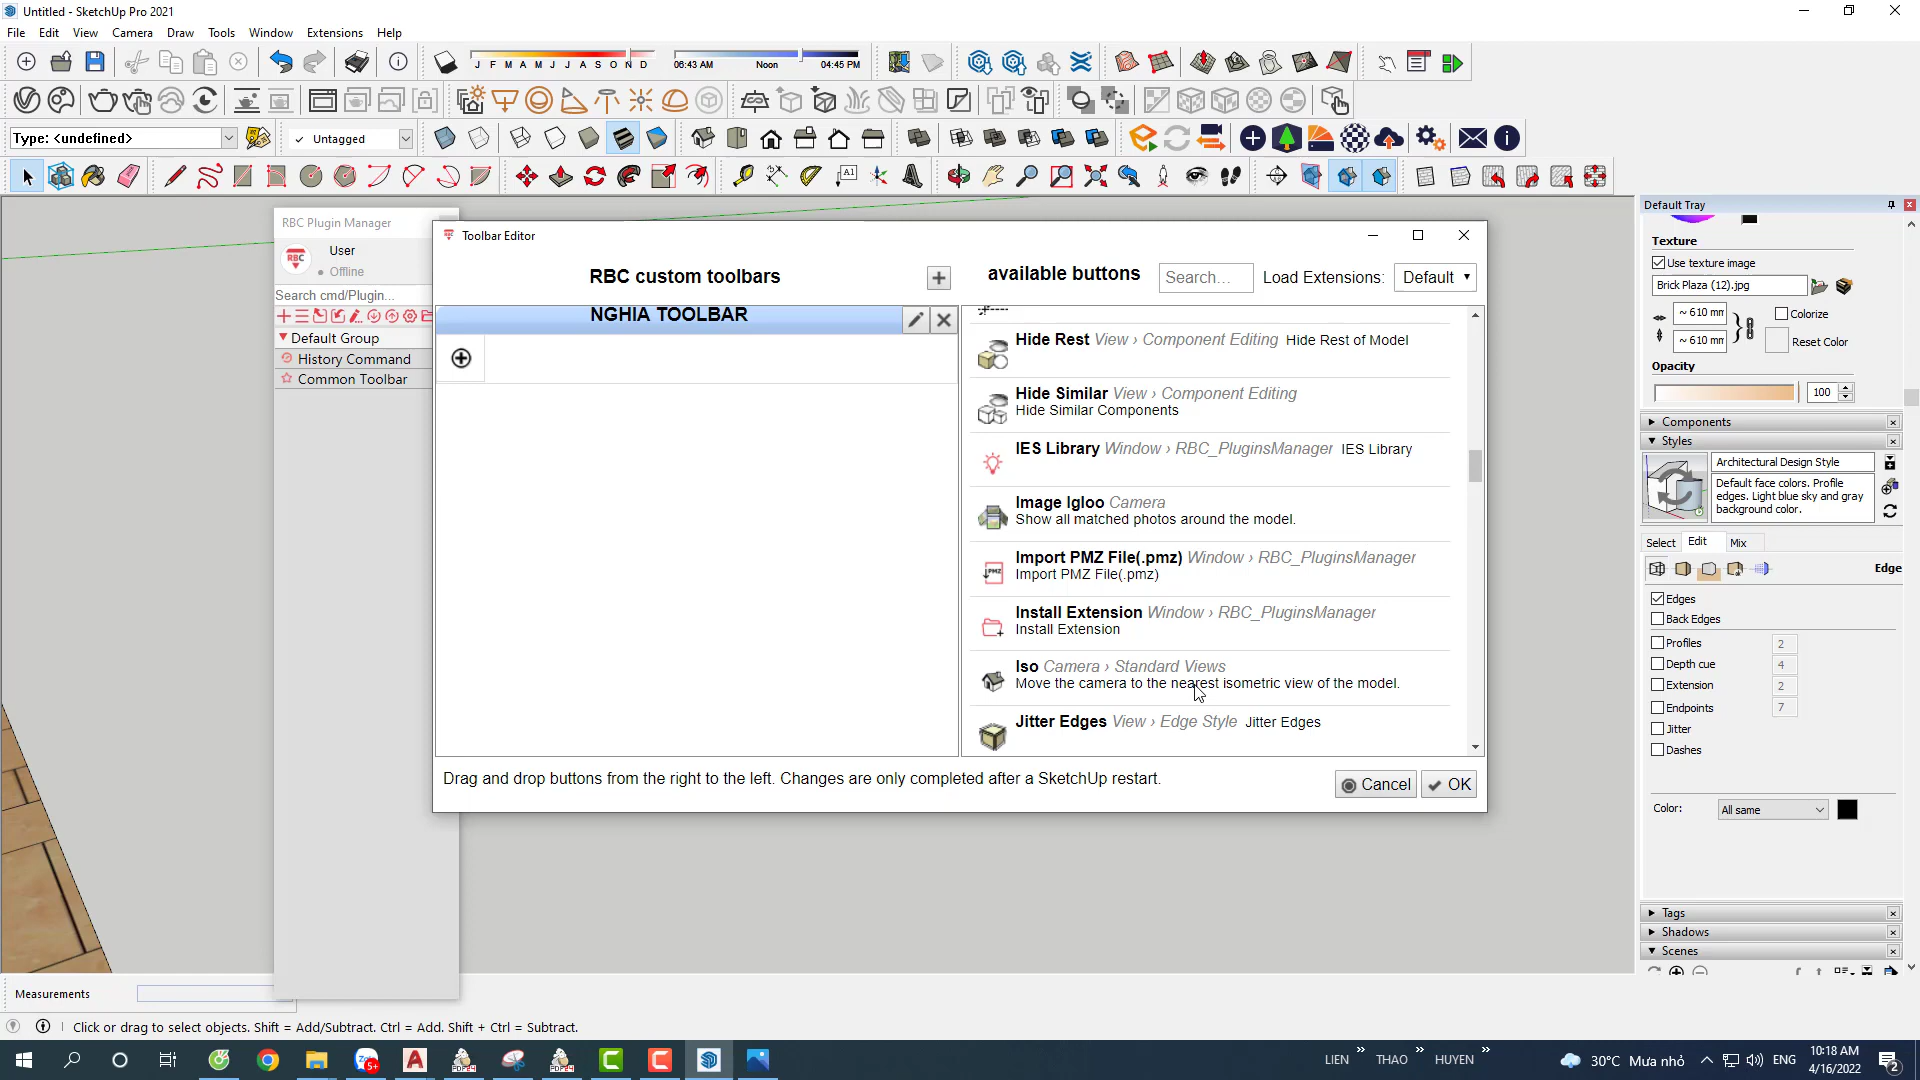 Untitled - SketchUp Pro 2021
File Edit View Camera Draw Tools Window Extensions Help
J F M A M J J A S O N D
06:43 AM Noon 04:45 PM
Type: <undefined>
Untagged
A1
RBC Plugin Manager
RBC
User
Offline
Search cmd/Plugin...
Default Group
History Command
Common Toolbar
Toolbar Editor
RBC custom toolbars
available buttons
Search...
Load Extensions:
Default
NGHIA TOOLBAR
Hide Rest View › Component Editing Hide Rest of Model
Hide Similar View › Component Editing
Hide Similar Components
IES Library Window › RBC_PluginsManager IES Library
Image Igloo Camera
Show all matched photos around the model.
PMZ
Import PMZ File(.pmz) Window › RBC_PluginsManager
Import PMZ File(.pmz)
Install Extension Window › RBC_PluginsManager
Install Extension
Iso Camera › Standard Views
Move the camera to the nearest isometric view of the model.
Jitter Edges View › Edge Style Jitter Edges
Drag and drop buttons from the right to the left. Changes are only completed after a SketchUp restart.
Cancel
OK
Default Tray
Texture
Use texture image
Brick Plaza (12).jpg
~ 610 mm
Colorize
~ 610 mm
Reset Color
Opacity
100
Components
Styles
Architectural Design Style
Default face colors. Profile
edges. Light blue sky and gray
background color.
Select Edit Mix
Edge
Edges
Back Edges
Profiles 2
Depth cue 4
Extension 2
Endpoints 7
Jitter
Dashes
Color: All same
Tags
Shadows
Scenes
Measurements
Click or drag to select objects. Shift = Add/Subtract. Ctrl = Add. Shift + Ctrl = Subtract.
5+
LIEN
THAO
HUYEN
30°C Mưa nhỏ
ENG
10:18 AM
4/16/2022
2